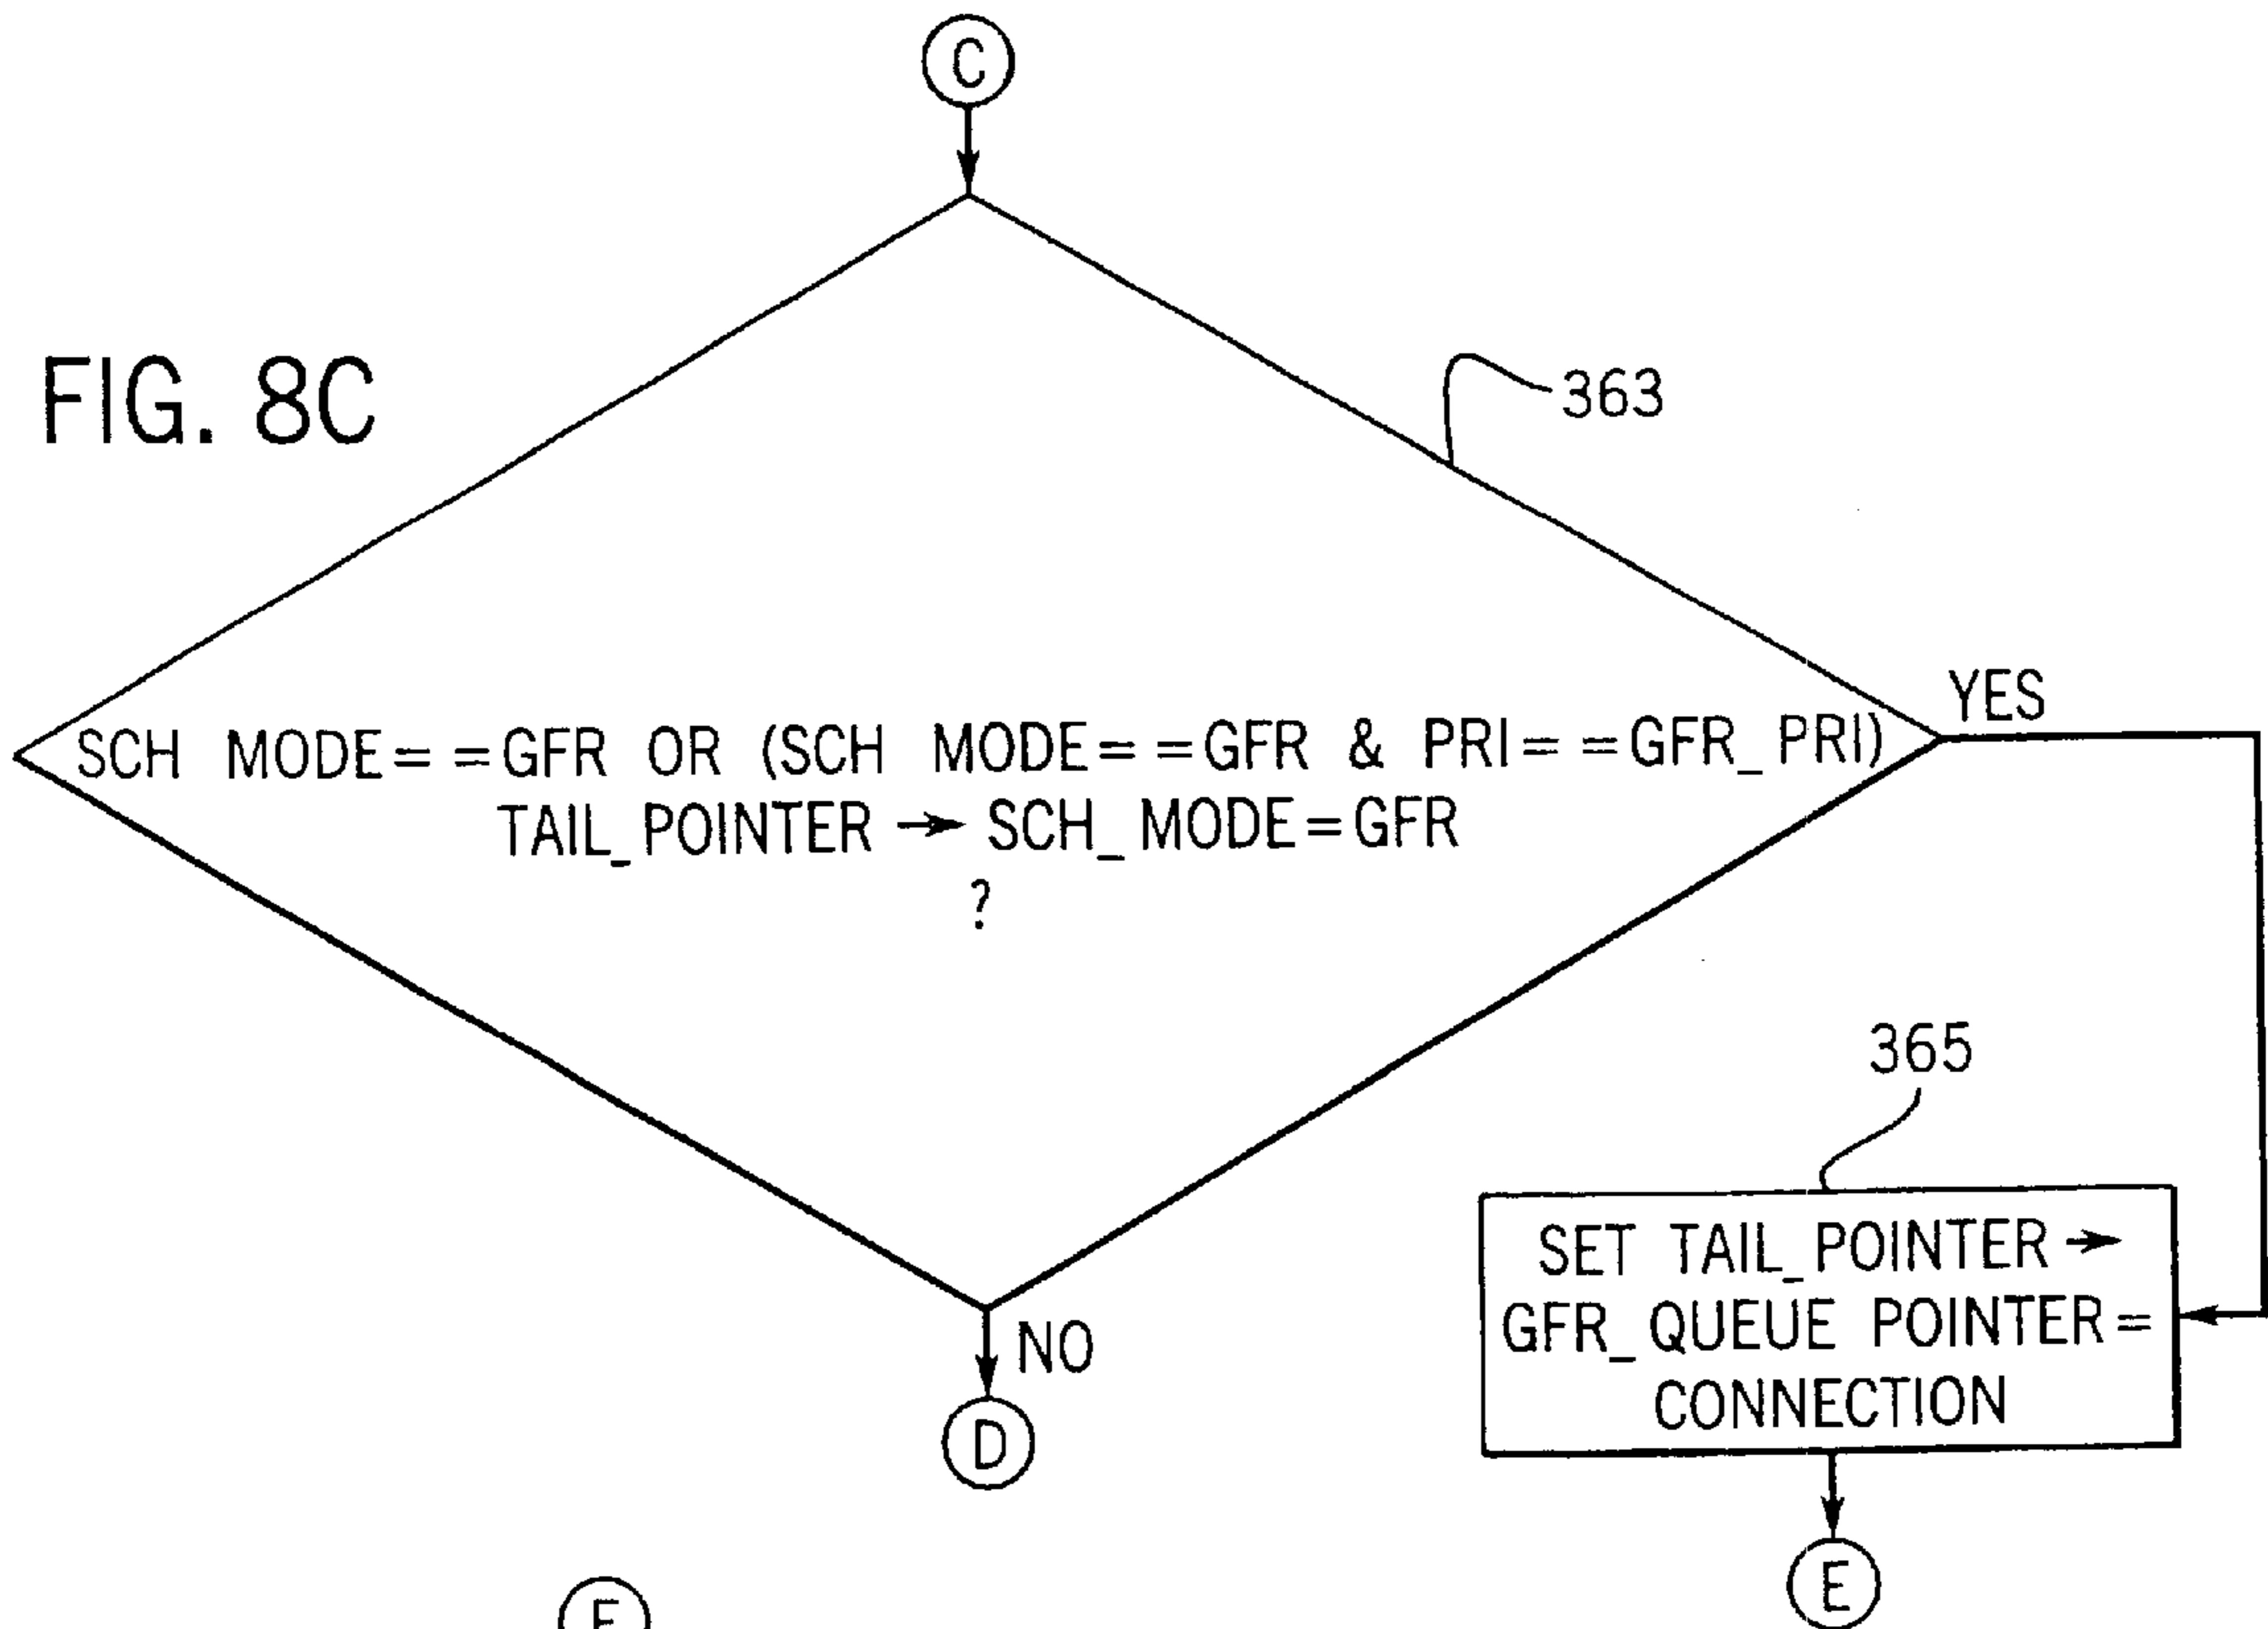 C
FIG. 8C
363
YES
SCH MODE==GFR OR (SCH MODE==GFR & PRI==GFR_PRI)
TAIL_POINTER → SCH_MODE=GFR
?
365
SET TAIL_POINTER →
GFR_QUEUE POINTER=
CONNECTION
NO
D
E